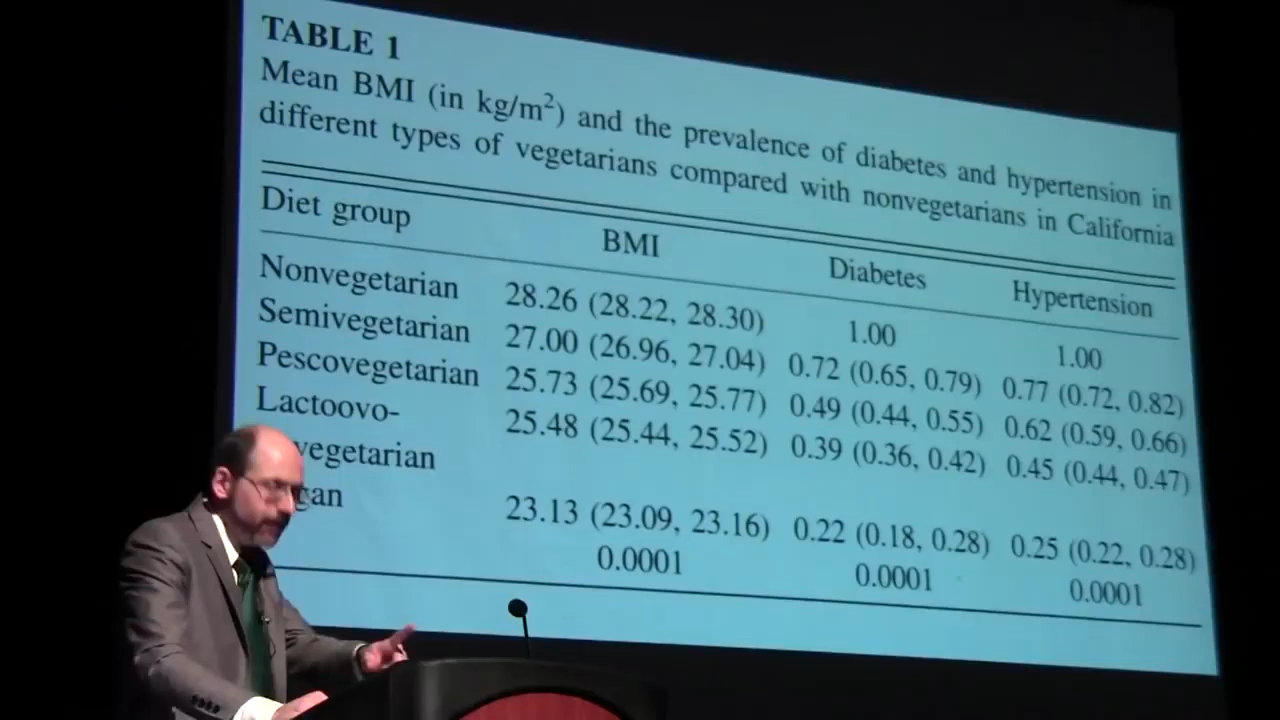 TABLE 1
Mean BMI (in kg/m²) and the prevalence of diabetes and hypertension in
different types of vegetarians compared with nonvegetarians in California
Diet group BMI Diabetes Hypertension
Nonvegetarian 28.26 (28.22, 28.30) 1.00 1.00
Semivegetarian 27.00 (26.96, 27.04) 0.72 (0.65, 0.79) 0.77 (0.72, 0.82)
Pescovegetarian 25.73 (25.69, 25.77) 0.49 (0.44, 0.55) 0.62 (0.59, 0.66)
Lactoovo- 25.48 (25.44, 25.52) 0.39 (0.36, 0.42) 0.45 (0.44, 0.47)
vegetarian
gan 23.13 (23.09, 23.16) 0.22 (0.18, 0.28) 0.25 (0.22, 0.28)
0.0001 0.0001 0.0001